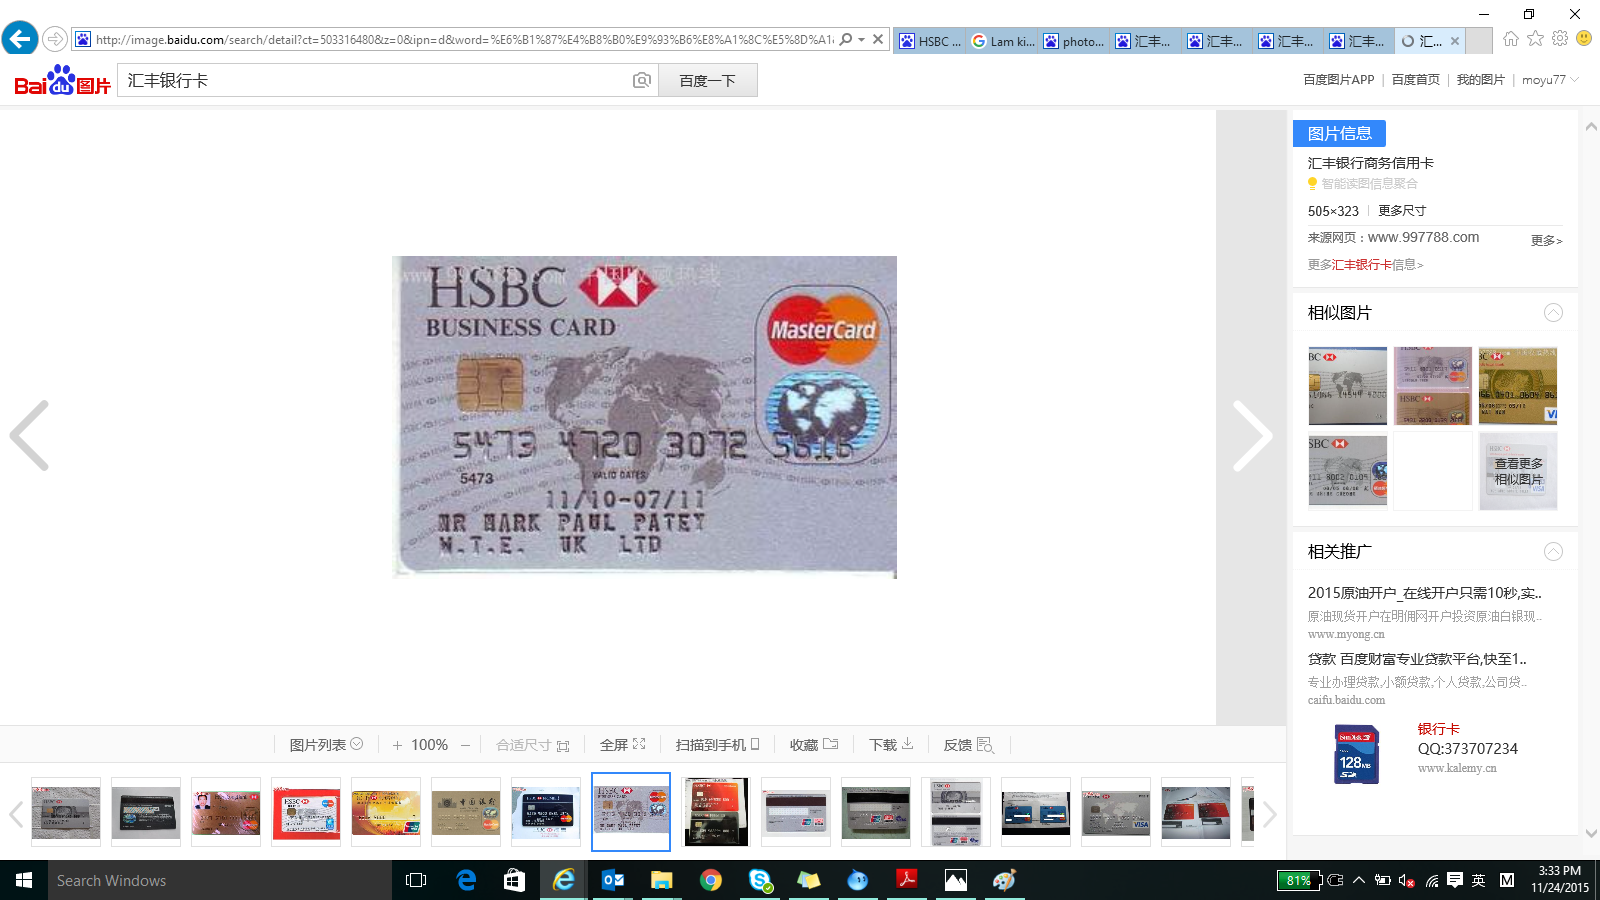 http://image.baidu.com/search/detail?ct=503316480&z=0&ipn=d&word=%E6%B1%87%E4%B8%B0%E9%93%B6%E8%A1%8C%E5%8D%A1
HSBC ...
Lam ki...
photo...
汇丰...
汇丰...
汇丰...
汇丰...
汇...
Bai du 图片
汇丰银行卡
百度一下
百度图片APP | 百度首页 | 我的图片 | moyu77
图片信息
汇丰银行商务信用卡
智能读图信息聚合
505×323 | 更多尺寸
来源网页：www.997788.com
更多>
更多汇丰银行卡信息>
www.997788.com 中国收藏热线
HSBC
BUSINESS CARD
MasterCard
5473 4720 3072 5616
5473
VALID DATES
11/10-07/11
MR MARK PAUL PATEY
M.T.E. UK LTD
相似图片
查看更多
相似图片
相关推广
2015原油开户_在线开户只需10秒,实..
原油现货开户在明佣网开户投资原油白银现..
www.myong.cn
贷款 百度财富专业贷款平台,快至1..
专业办理贷款,小额贷款,个人贷款,公司贷..
caifu.baidu.com
SanDisk
128MB
银行卡
QQ:373707234
www.kalemy.cn
图片列表
+ 100% −
合适尺寸
全屏
扫描到手机
收藏
下载
反馈
Search Windows
81%
英
M
3:33 PM
11/24/2015